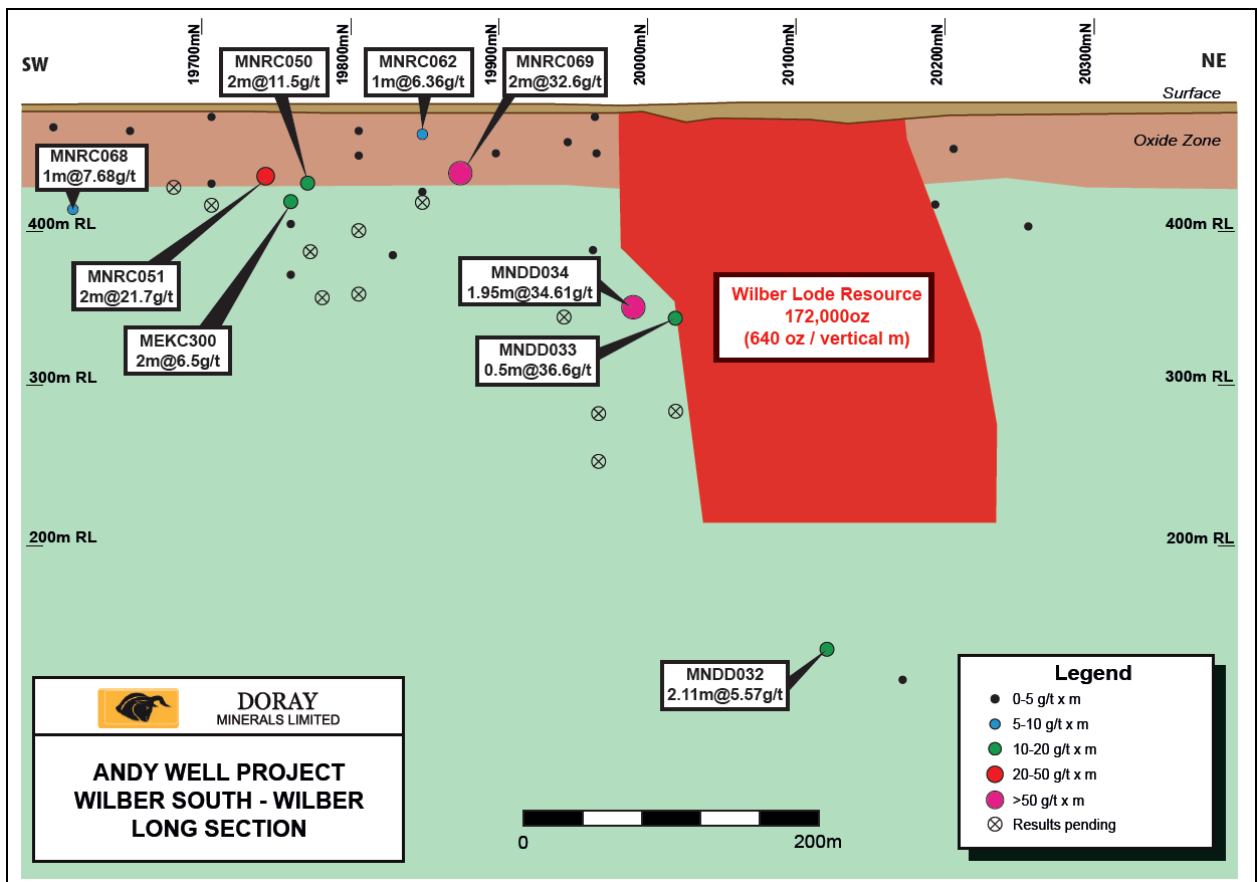 19700mN
19800mN
19900mN
20000mN
20100mN
20200mN
20300mN
SW
NE
MNRC050
2m@11.5g/t
MNRC062
1m@6.36g/t
MNRC069
2m@32.6g/t
Surface
Oxide Zone
MNRC068
1m@7.68g/t
400m RL
400m RL
MNRC051
2m@21.7g/t
MNDD034
1.95m@34.61g/t
Wilber Lode Resource
172,000oz
(640 oz / vertical m)
MEKC300
2m@6.5g/t
MNDD033
0.5m@36.6g/t
300m RL
300m RL
200m RL
200m RL
MNDD032
2.11m@5.57g/t
DORAY
MINERALS LIMITED
ANDY WELL PROJECT
WILBER SOUTH - WILBER
LONG SECTION
0
200m
Legend
0-5 g/t x m
5-10 g/t x m
10-20 g/t x m
20-50 g/t x m
>50 g/t x m
Results pending